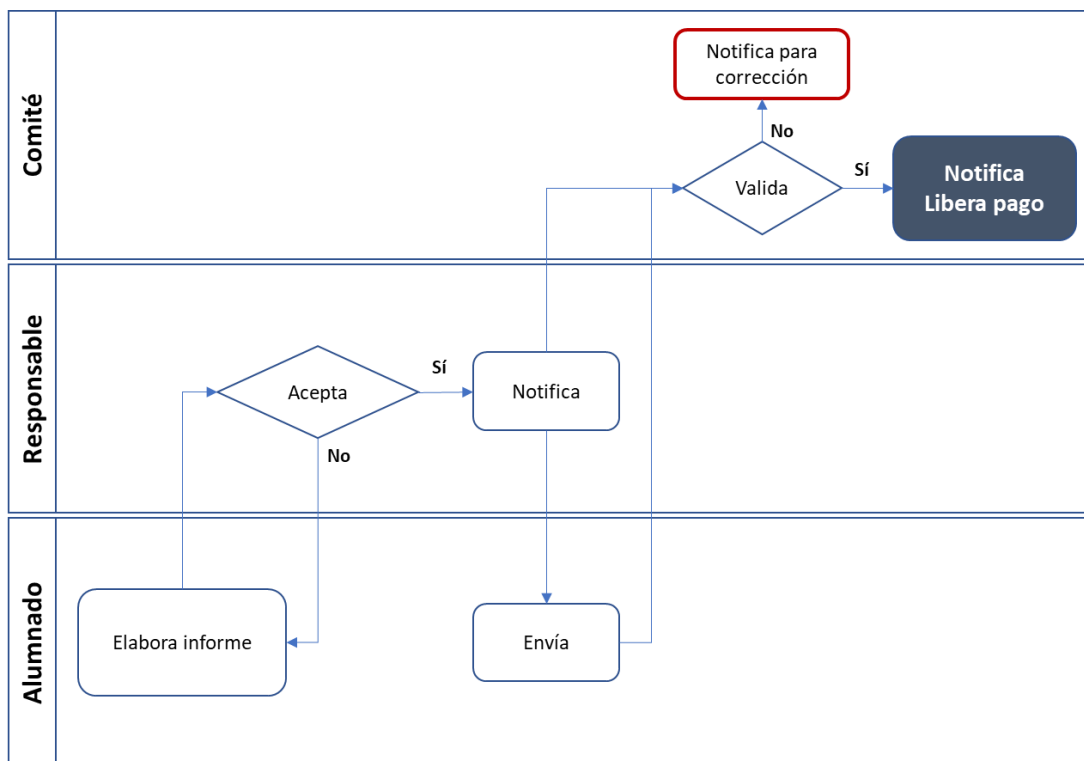 Comité
Notifica para
corrección
No
Valida
Sí
Notifica
Libera pago
Responsable
Acepta
Sí
Notifica
No
Alumnado
Elabora informe
Envía